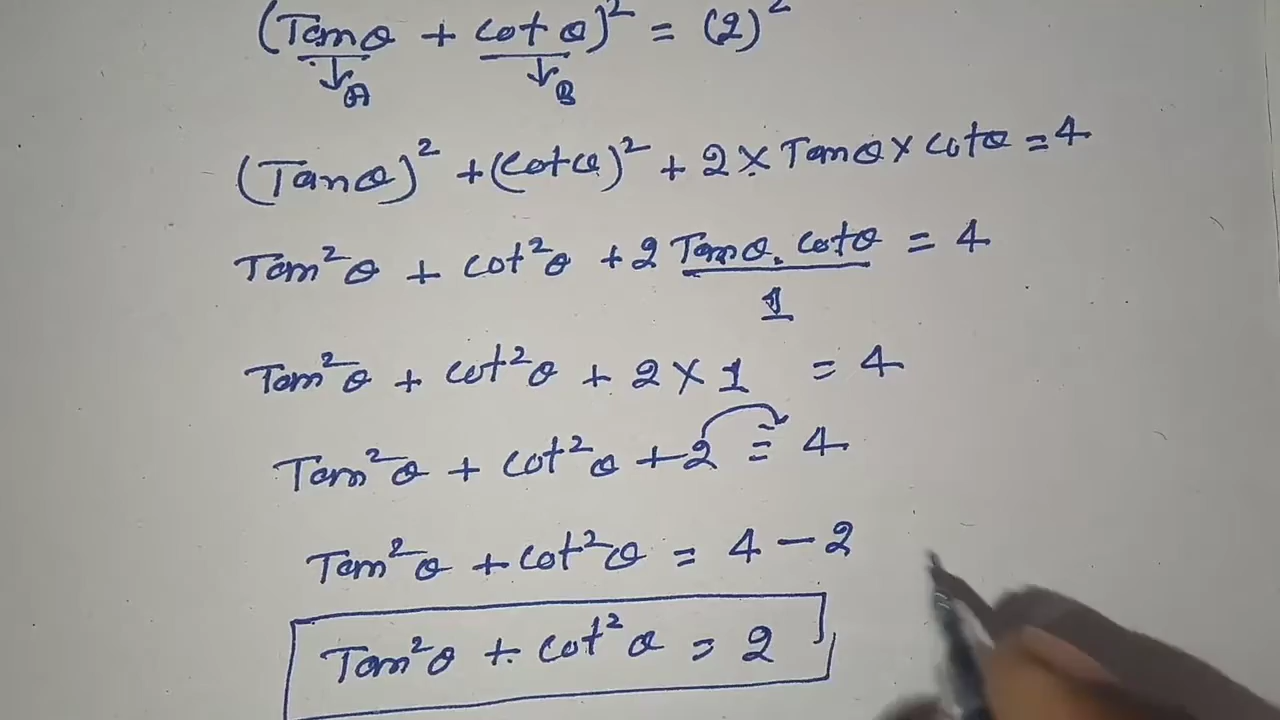 (Tanθ + cotθ)² = (2)²
↓A ↓B
(Tanθ)² + (cotθ)² + 2 × Tanθ × cotθ = 4
Tan²θ + cot²θ + 2 Tanθ . cotθ = 4
1
Tan²θ + cot²θ + 2 × 1 = 4
Tan²θ + cot²θ + 2 = 4
Tan²θ + cot²θ = 4 - 2
Tan²θ + cot²θ = 2